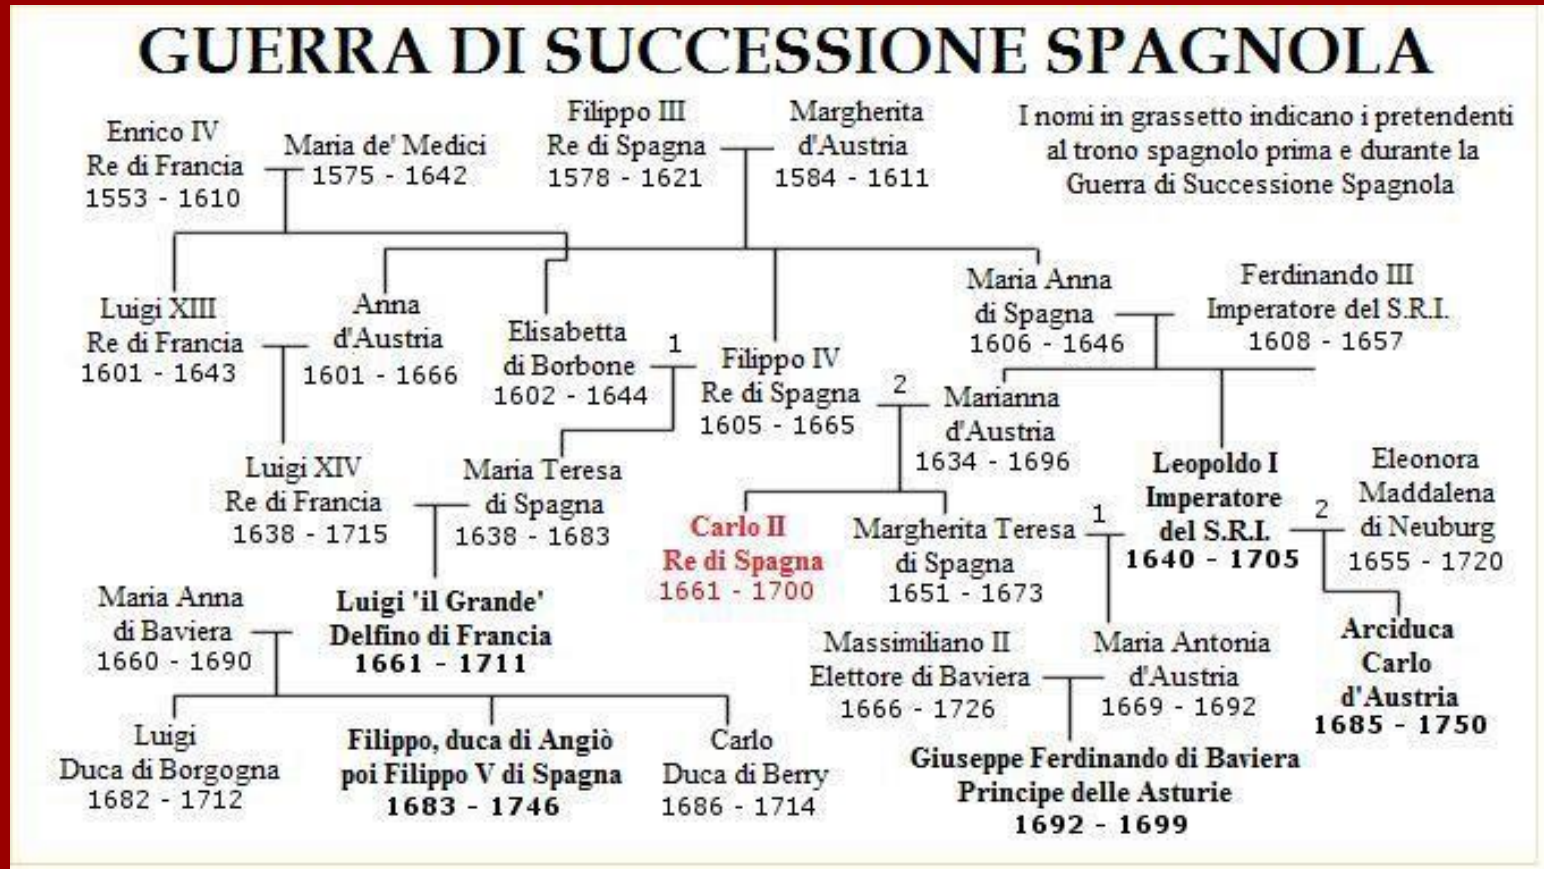 GUERRA DI SUCCESSIONE SPAGNOLA
Enrico IV
Re di Francia
1553 - 1610
Maria de' Medici
1575 - 1642
Filippo III
Re di Spagna
1578 - 1621
Margherita
d'Austria
1584 - 1611
I nomi in grassetto indicano i pretendenti
al trono spagnolo prima e durante la
Guerra di Successione Spagnola
Luigi XIII
Re di Francia
1601 - 1643
Anna
d'Austria
1601 - 1666
Elisabetta
di Borbone
1602 - 1644
1
Filippo IV
Re di Spagna
1605 - 1665
Maria Anna
di Spagna
1606 - 1646
Ferdinando III
Imperatore del S.R.I.
1608 - 1657
2
Marianna
d'Austria
1634 - 1696
Luigi XIV
Re di Francia
1638 - 1715
Maria Teresa
di Spagna
1638 - 1683
Carlo II
Re di Spagna
1661 - 1700
Margherita Teresa
di Spagna
1651 - 1673
1
Leopoldo I
Imperatore
del S.R.I.
1640 - 1705
2
Eleonora
Maddalena
di Neuburg
1655 - 1720
Maria Anna
di Baviera
1660 - 1690
Luigi 'il Grande'
Delfino di Francia
1661 - 1711
Massimiliano II
Elettore di Baviera
1666 - 1726
Maria Antonia
d'Austria
1669 - 1692
Arciduca
Carlo
d'Austria
1685 - 1750
Luigi
Duca di Borgogna
1682 - 1712
Filippo, duca di Angiò
poi Filippo V di Spagna
1683 - 1746
Carlo
Duca di Berry
1686 - 1714
Giuseppe Ferdinando di Baviera
Principe delle Asturie
1692 - 1699